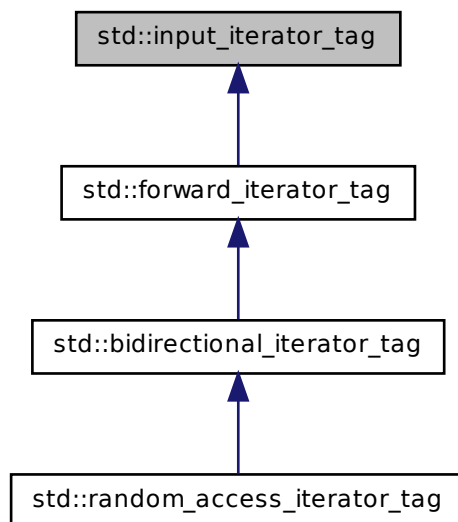 std::input_iterator_tag
std::forward_iterator_tag
std::bidirectional_iterator_tag
std::random_access_iterator_tag